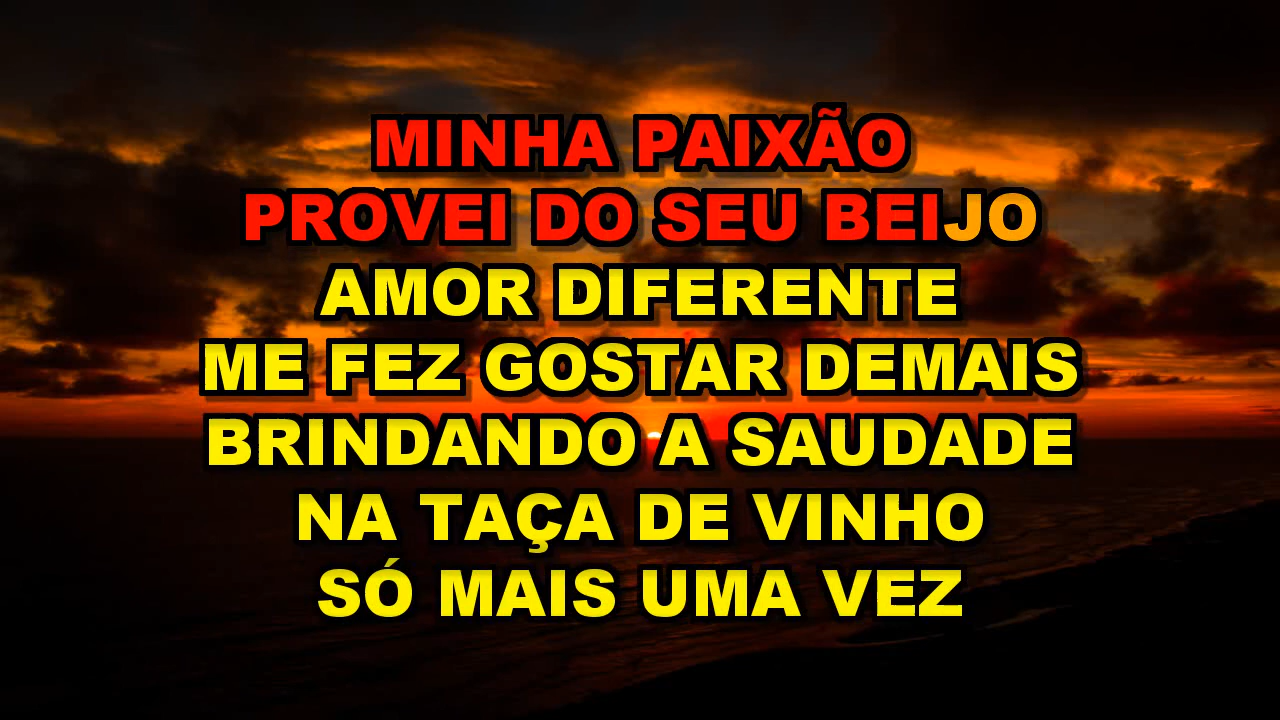 MINHA PAIXÃO
PROVEI DO SEU BEIJO
AMOR DIFERENTE
ME FEZ GOSTAR DEMAIS
BRINDANDO A SAUDADE
NA TAÇA DE VINHO
SÓ MAIS UMA VEZ